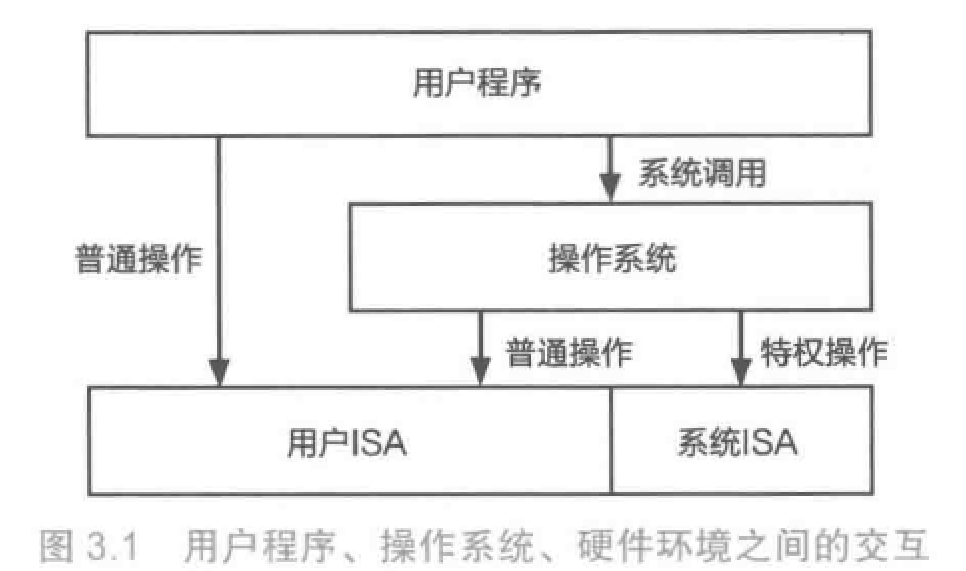 用户程序
系统调用
普通操作
操作系统
普通操作
特权操作
用户ISA
系统ISA
图 3.1 用户程序、操作系统、硬件环境之间的交互